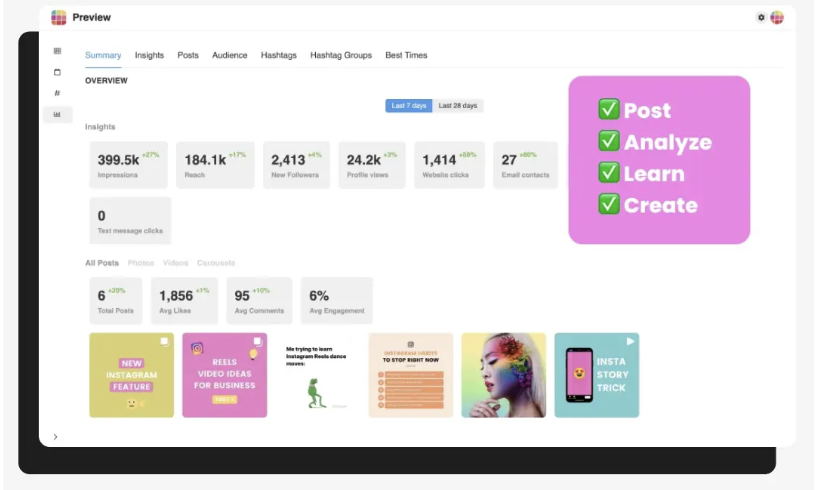 Preview
Summary Insights Posts Audience Hashtags Hashtag Groups Best Times
OVERVIEW
Last 7 days Last 28 days
Insights
399.5k +27%
Impressions
184.1k +17%
Reach
2,413 +4%
New Followers
24.2k +3%
Profile views
1,414 +58%
Website clicks
27 +80%
Email contacts
0
Text message clicks
✅ Post
✅ Analyze
✅ Learn
✅ Create
All Posts Photos Videos Carousels
6 +20%
Total Posts
1,856 +1%
Avg Likes
95 +10%
Avg Comments
6%
Avg Engagement
NEW
INSTAGRAM
FEATURE
REELS
VIDEO IDEAS
FOR BUSINESS
Me trying to learn
Instagram Reels dance
moves:
INSTAGRAM HABITS
TO STOP RIGHT NOW
INSTA
STORY
TRICK